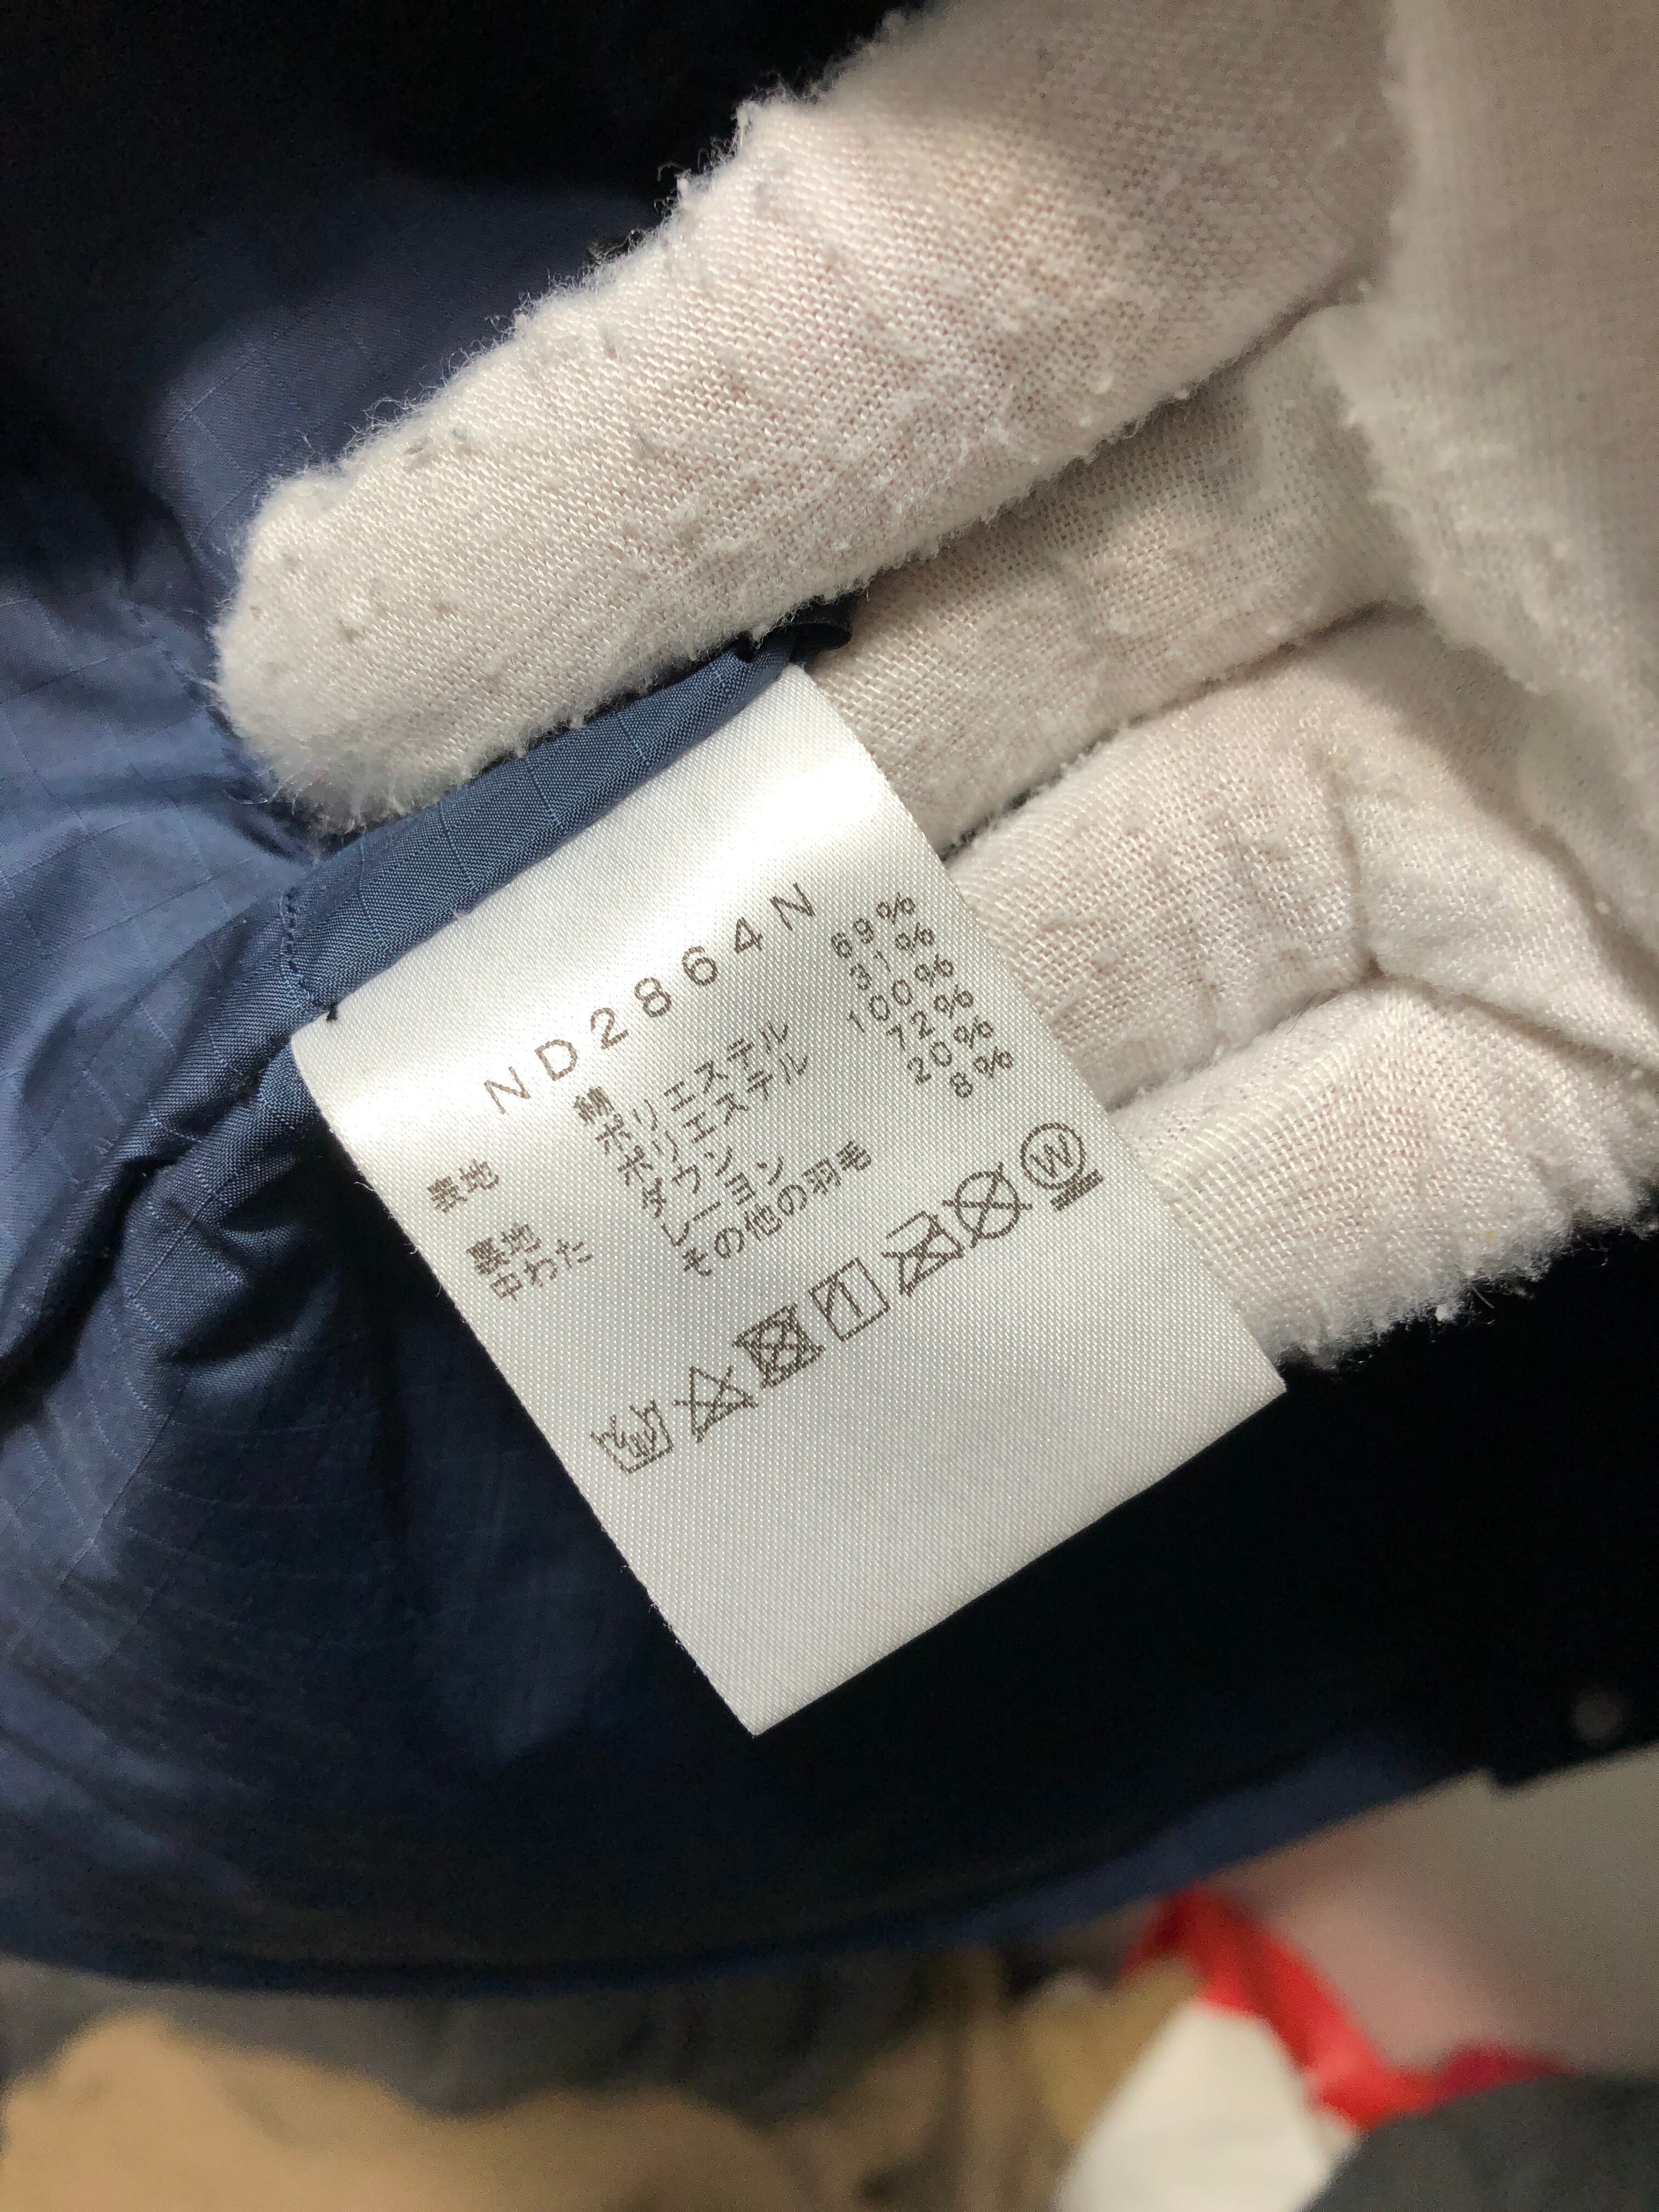 ND2864N
表地 綿 69%
ポリエステル 31%
裏地 ポリエステル 100%
中わた ダウン 72%
レーヨン 20%
その他の羽毛 8%
W